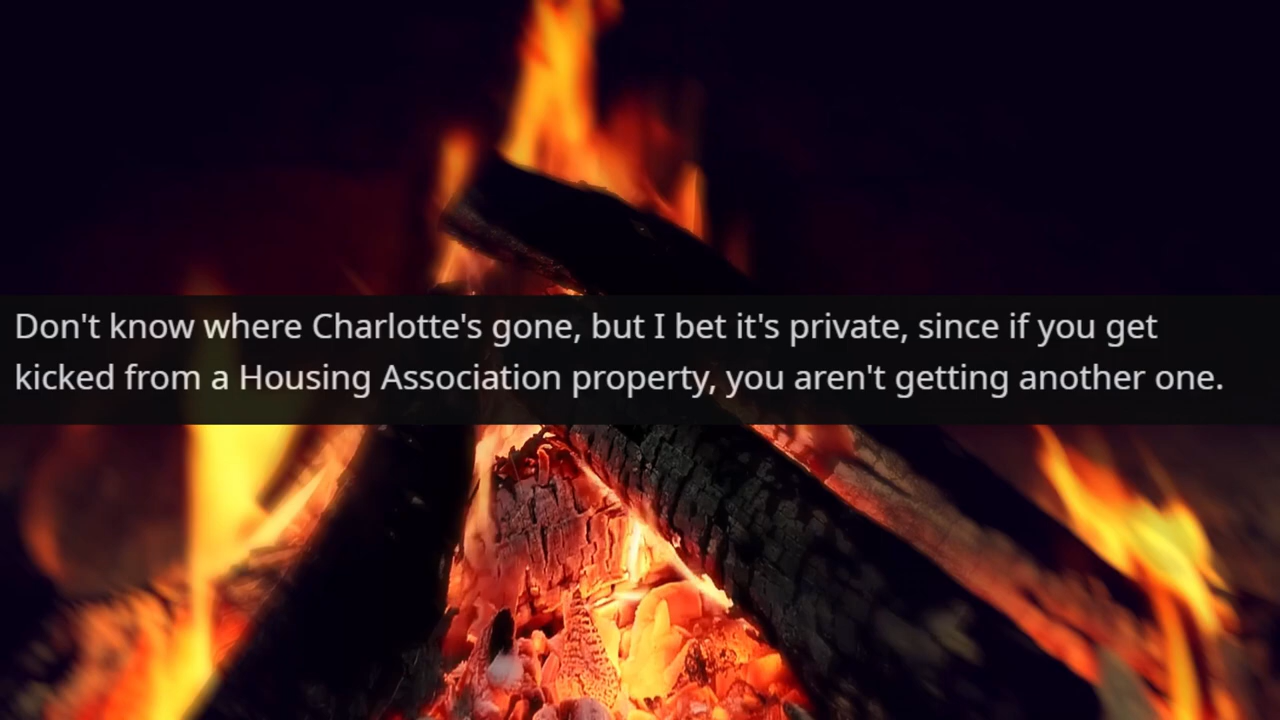 Don't know where Charlotte's gone, but I bet it's private, since if you get
kicked from a Housing Association property, you aren't getting another one.